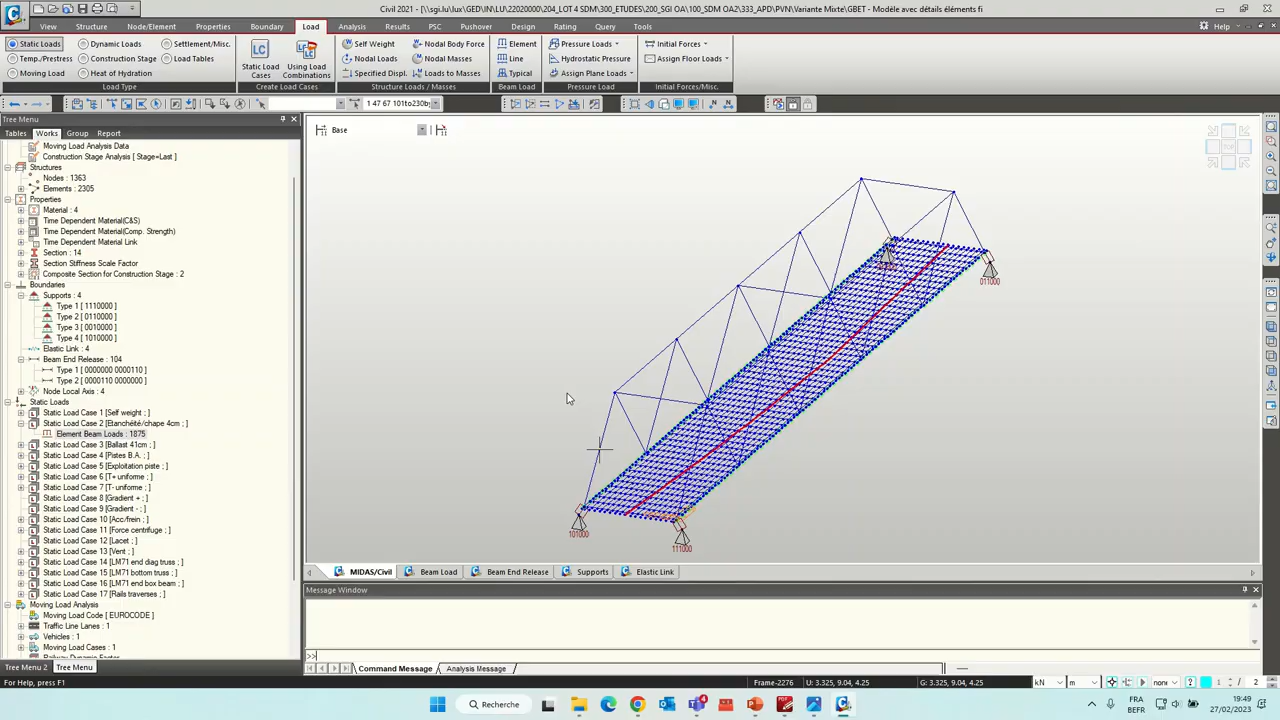 Civil 2021 - [\\sgi.lu\lux\GED\IN\LU\22020000\204_LOT 4 SDM\300_ETUDES\200_SGI OA\100_SDM OA2\333_APD\PVN\Variante Mixte\GBET - Modèle avec détails éléments fi
View Structure Node/Element Properties Boundary Load Analysis Results PSC Pushover Design Rating Query Tools Help
Static Loads Dynamic Loads Settlement/Misc.
Temp./Prestress Construction Stage Load Tables
Moving Load Heat of Hydration
Load Type
Static Load Cases
Using Load Combinations
Create Load Cases
Self Weight Nodal Body Force
Nodal Loads Nodal Masses
Specified Displ. Loads to Masses
Structure Loads / Masses
Element
Line
Typical
Beam Load
Pressure Loads
Hydrostatic Pressure
Assign Plane Loads
Pressure Load
Initial Forces
Assign Floor Loads
Initial Forces/Misc.
1 47 67 101to230by
Tree Menu
Tables Works Group Report
Moving Load Analysis Data
Construction Stage Analysis [ Stage=Last ]
Structures
Nodes : 1363
Elements : 2305
Properties
Material : 4
Time Dependent Material(C&S)
Time Dependent Material(Comp. Strength)
Time Dependent Material Link
Section : 14
Section Stiffness Scale Factor
Composite Section for Construction Stage : 2
Boundaries
Supports : 4
Type 1 [ 1110000 ]
Type 2 [ 0110000 ]
Type 3 [ 0010000 ]
Type 4 [ 1010000 ]
Elastic Link : 4
Beam End Release : 104
Type 1 [ 0000000 0000110 ]
Type 2 [ 0000110 0000000 ]
Node Local Axis : 4
Static Loads
Static Load Case 1 [Self weight ; ]
Static Load Case 2 [Etanchéité/chape 4cm ; ]
Element Beam Loads : 1875
Static Load Case 3 [Ballast 41cm ; ]
Static Load Case 4 [Pistes B.A. ; ]
Static Load Case 5 [Exploitation piste ; ]
Static Load Case 6 [T+ uniforme ; ]
Static Load Case 7 [T- uniforme ; ]
Static Load Case 8 [Gradient + ; ]
Static Load Case 9 [Gradient - ; ]
Static Load Case 10 [Acc/frein ; ]
Static Load Case 11 [Force centrifuge ; ]
Static Load Case 12 [Lacet ; ]
Static Load Case 13 [Vent ; ]
Static Load Case 14 [LM71 end diag truss ; ]
Static Load Case 15 [LM71 bottom truss ; ]
Static Load Case 16 [LM71 end box beam ; ]
Static Load Case 17 [Rails traverses ; ]
Moving Load Analysis
Moving Load Code [ EUROCODE ]
Traffic Line Lanes : 1
Vehicles : 1
Moving Load Cases : 1
Tree Menu 2 Tree Menu
Base
TOP
011000
101000
111000
MIDAS/Civil Beam Load Beam End Release Supports Elastic Link
Message Window
>>
Command Message Analysis Message
For Help, press F1
Frame-2276 U: 3.325, 9.04, 4.25 G: 3.325, 9.04, 4.25 kN m none ? 1 / 2
Recherche
FRA
BEFR
19:49
27/02/2023